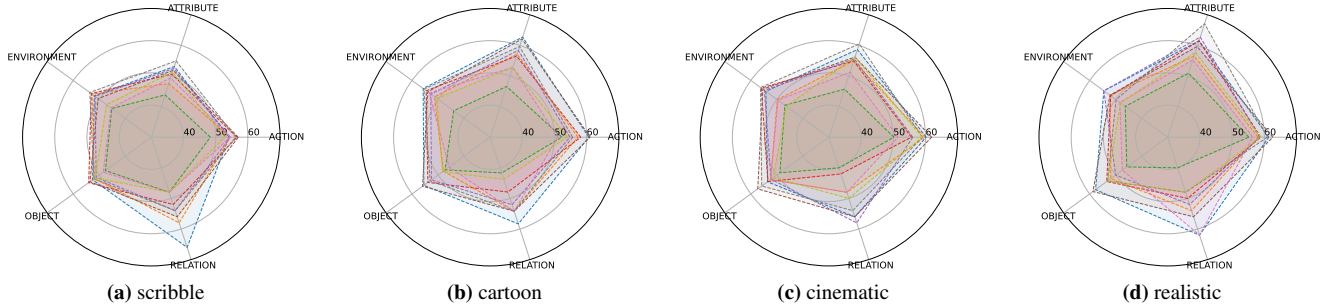 ATTRIBUTE
ENVIRONMENT
40 50 60
ACTION
OBJECT
RELATION
(a) scribble
ATTRIBUTE
ENVIRONMENT
40 50 60
ACTION
OBJECT
RELATION
(b) cartoon
ATTRIBUTE
ENVIRONMENT
40 50 60
ACTION
OBJECT
RELATION
(c) cinematic
ATTRIBUTE
ENVIRONMENT
40 50 60
ACTION
OBJECT
RELATION
(d) realistic